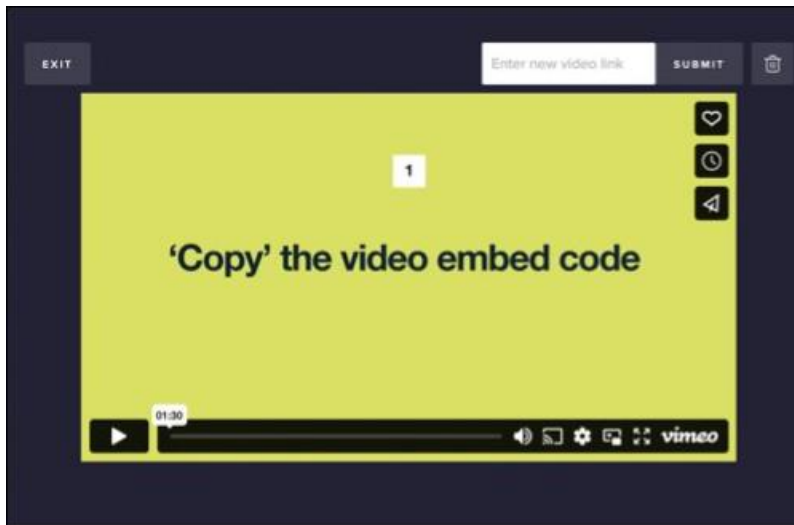 EXIT
Enter new video link
SUBMIT
1
‘Copy’ the video embed code
01:30
vimeo